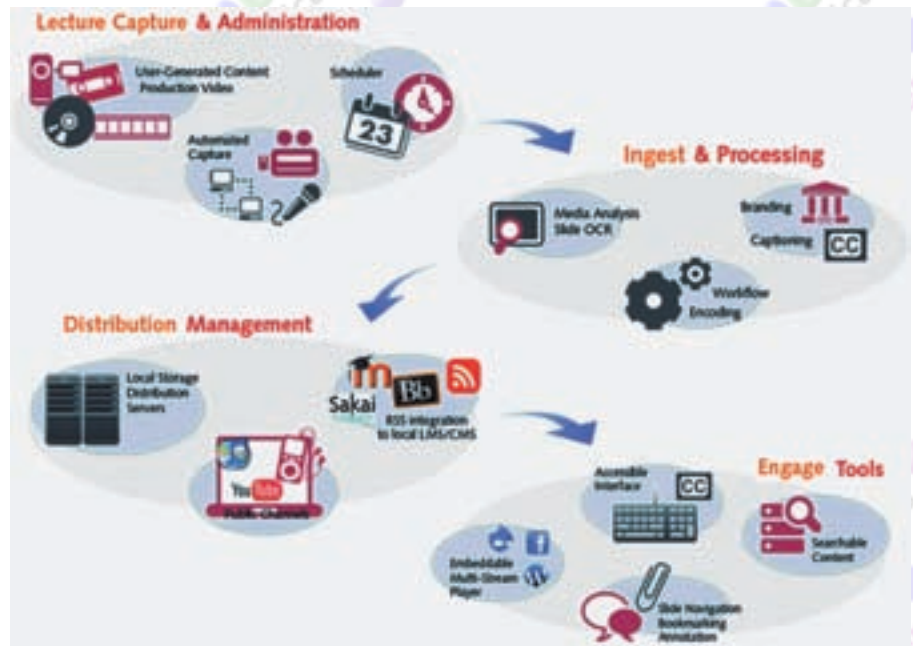 Lecture Capture & Administration
User-Generated Content
Production Video
Scheduler
23
Automated
Capture
Ingest & Processing
Media Analysis
Slide OCR
Branding
Captioning
CC
Workflow
Encoding
Distribution Management
Local Storage
Distribution
Servers
Sakai
Bb
RSS integration
to local LMS/CMS
YouTube
Public Channels
Engage Tools
Accessible
Interface
CC
Searchable
Content
Embeddable
Multi-Stream
Player
Slide Navigation
Bookmarking
Annotation